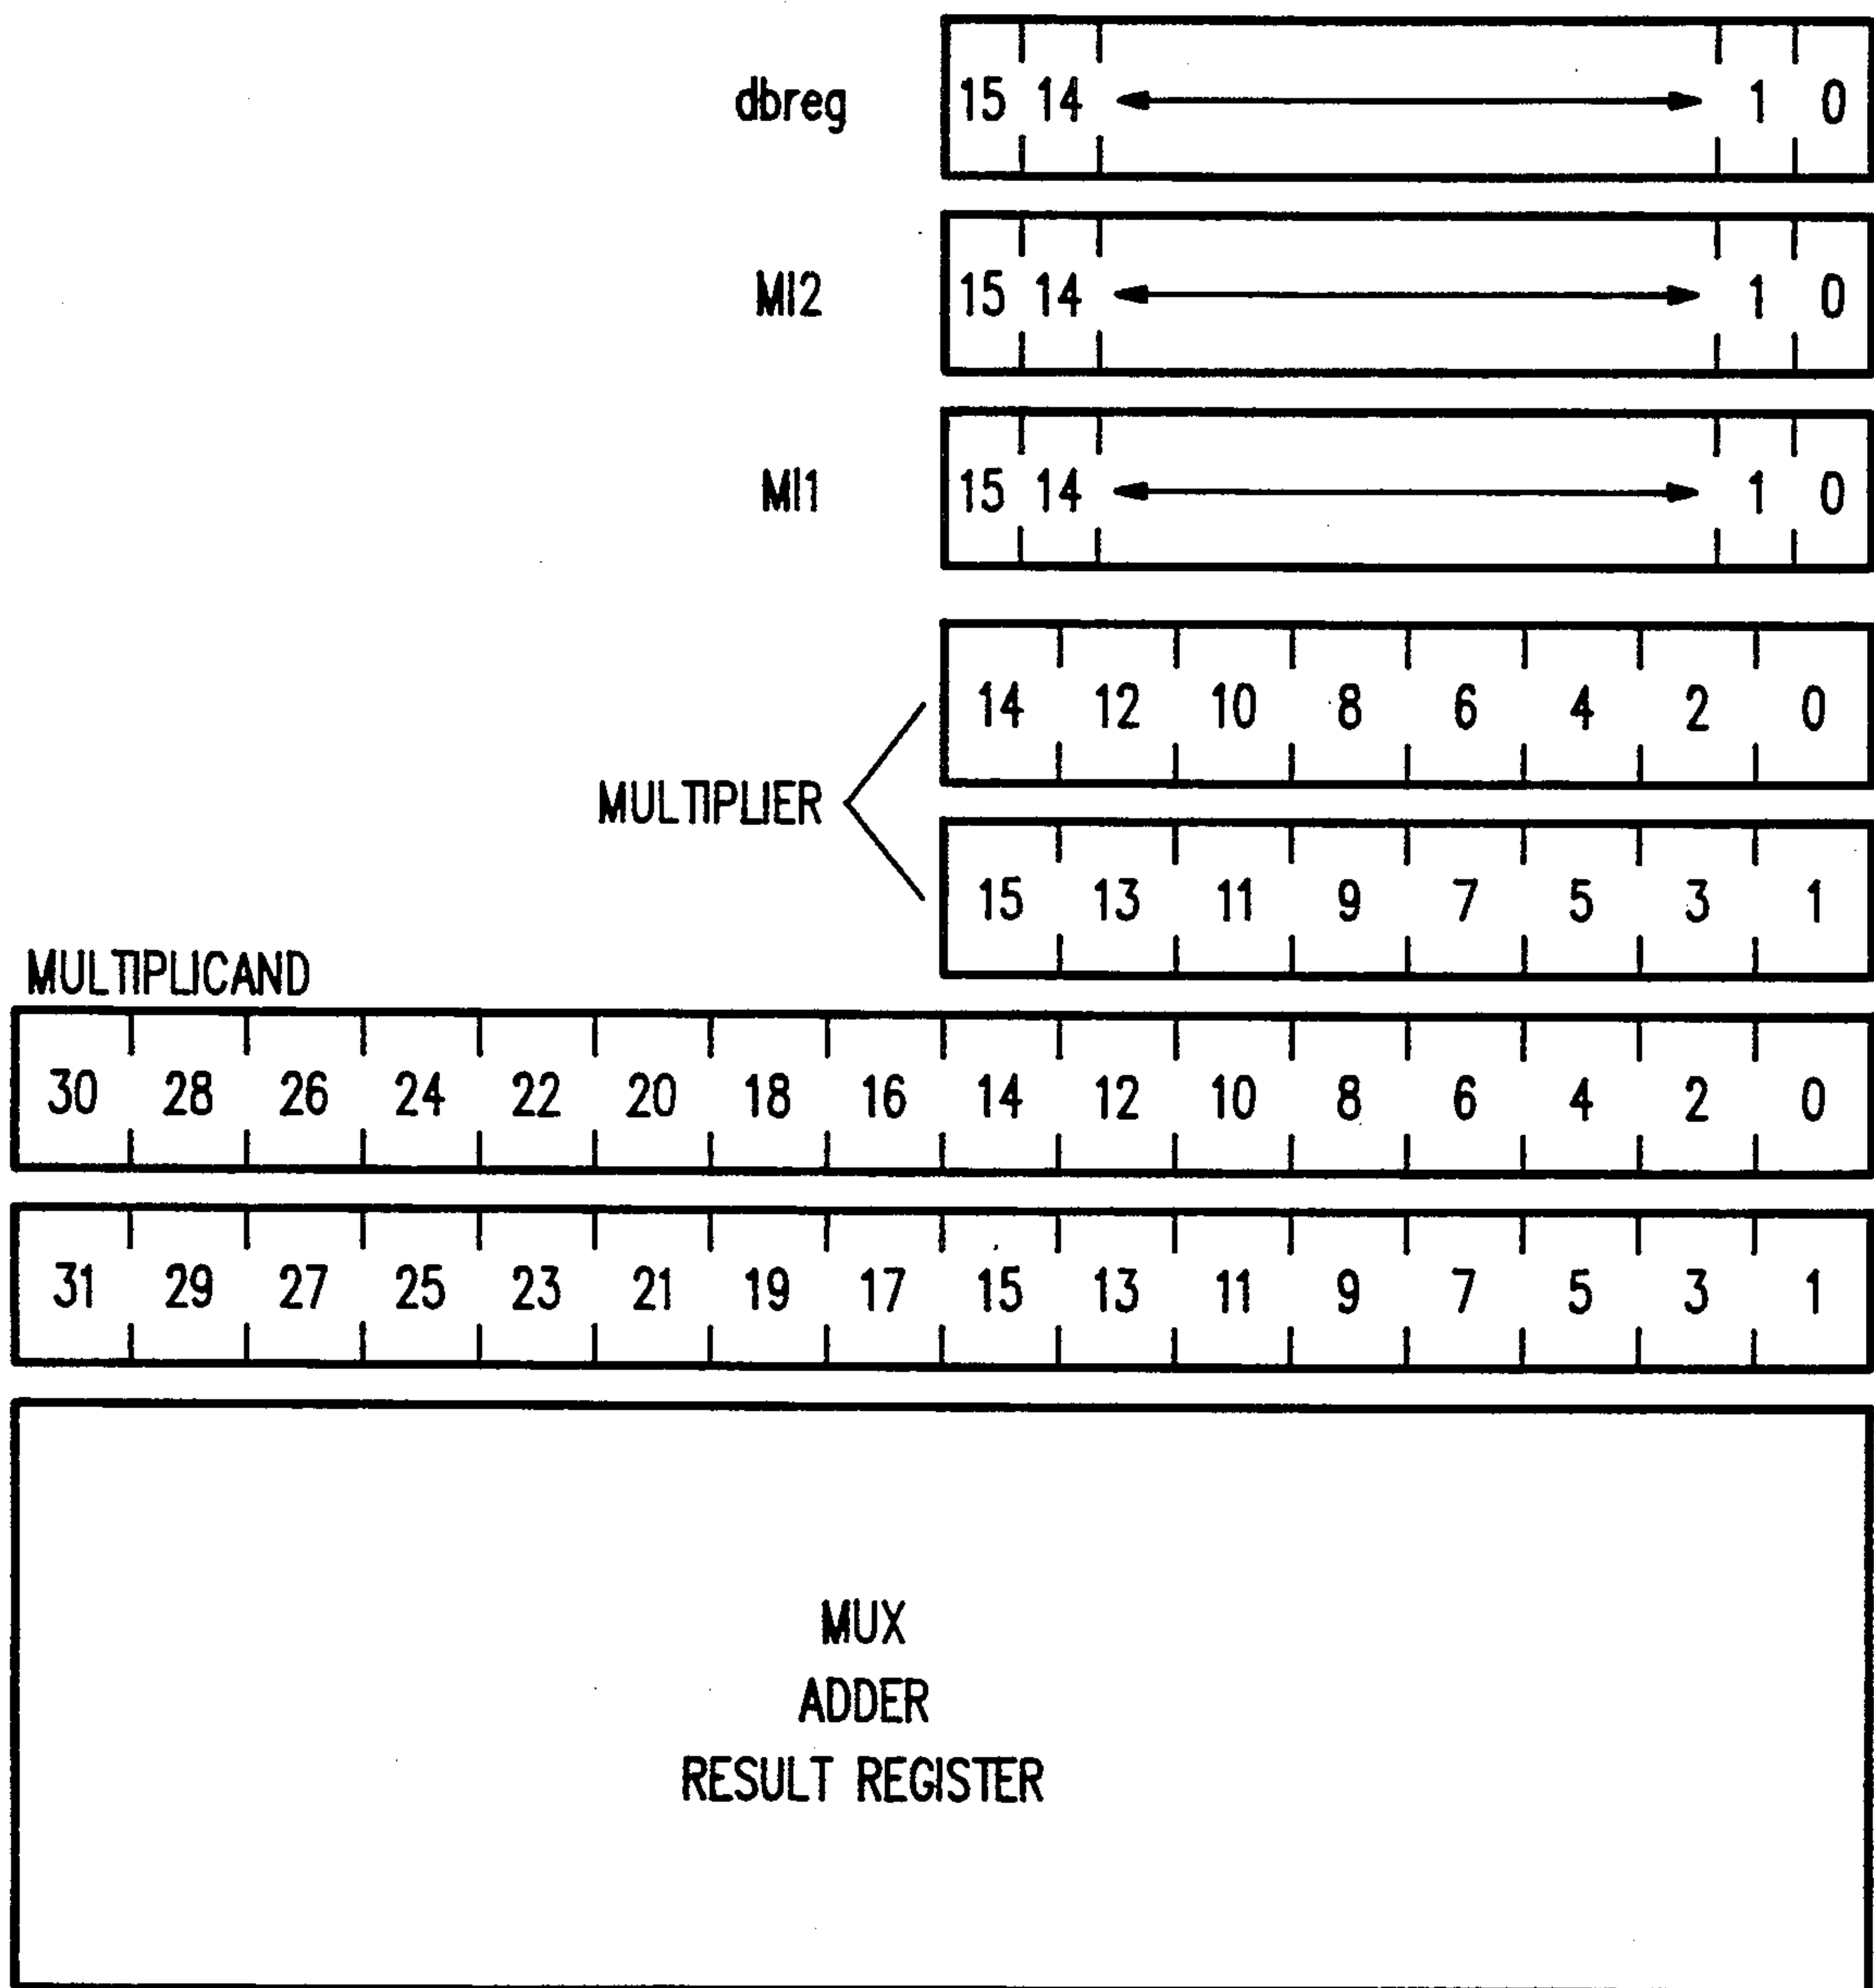 dbreg 15 14 1 0
MI2 15 14 1 0
MI1 15 14 1 0
14 12 10 8 6 4 2 0
MULTIPLIER
15 13 11 9 7 5 3 1
MULTIPLICAND
30 28 26 24 22 20 18 16 14 12 10 8 6 4 2 0
31 29 27 25 23 21 19 17 15 13 11 9 7 5 3 1
MUX
ADDER
RESULT REGISTER